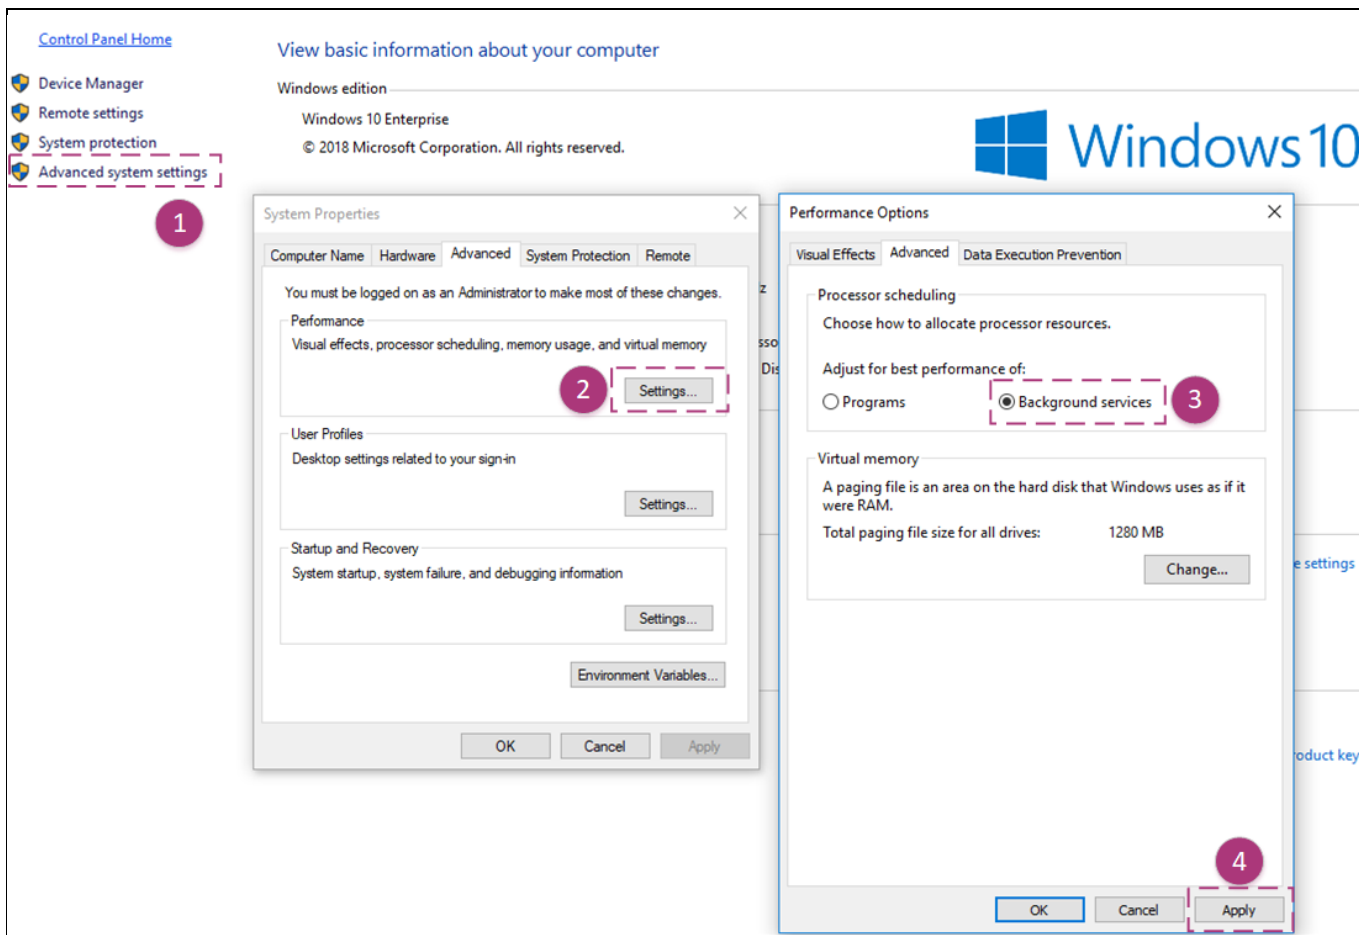 Control Panel Home
Device Manager
Remote settings
System protection
Advanced system settings
1
View basic information about your computer
Windows edition
Windows 10 Enterprise
© 2018 Microsoft Corporation. All rights reserved.
Windows 10
System Properties
Computer Name Hardware Advanced System Protection Remote
You must be logged on as an Administrator to make most of these changes.
Performance
Visual effects, processor scheduling, memory usage, and virtual memory
2
Settings...
User Profiles
Desktop settings related to your sign-in
Settings...
Startup and Recovery
System startup, system failure, and debugging information
Settings...
Environment Variables...
OK Cancel Apply
z
sso
Dis
Performance Options
Visual Effects Advanced Data Execution Prevention
Processor scheduling
Choose how to allocate processor resources.
Adjust for best performance of:
Programs Background services
3
Virtual memory
A paging file is an area on the hard disk that Windows uses as if it
were RAM.
Total paging file size for all drives: 1280 MB
Change...
4
OK Cancel Apply
e settings
roduct key